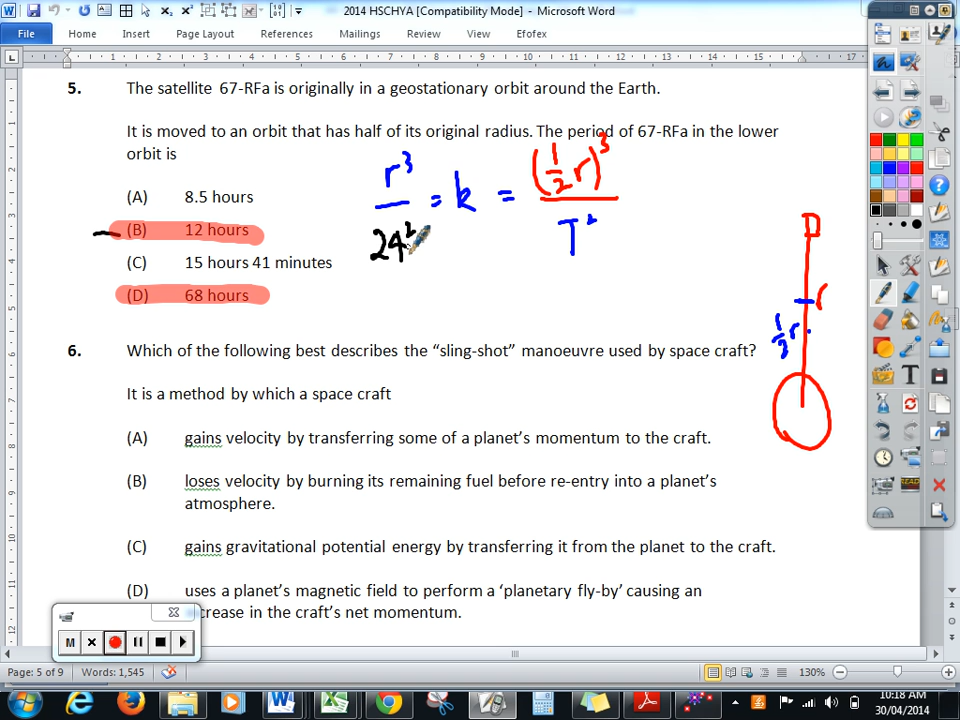 2014 HSCHYA [Compatibility Mode] - Microsoft Word
File Home Insert Page Layout References Mailings Review View Efofex
5. The satellite 67-RFa is originally in a geostationary orbit around the Earth.
It is moved to an orbit that has half of its original radius. The period of 67-RFa in the lower
orbit is
(A) 8.5 hours
(B) 12 hours
(C) 15 hours 41 minutes
(D) 68 hours
r³/24² = k = (½r)³/T²
r
½r
6. Which of the following best describes the “sling-shot” manoeuvre used by space craft?
It is a method by which a space craft
(A) gains velocity by transferring some of a planet’s momentum to the craft.
(B) loses velocity by burning its remaining fuel before re-entry into a planet’s
atmosphere.
(C) gains gravitational potential energy by transferring it from the planet to the craft.
(D) uses a planet’s magnetic field to perform a ‘planetary fly-by’ causing an
crease in the craft’s net momentum.
M
Page: 5 of 9 Words: 1,545 130%
10:18 AM
30/04/2014